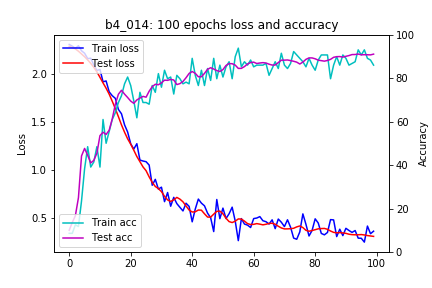 b4_014: 100 epochs loss and accuracy
Train loss
Test loss
Train acc
Test acc
Loss
2.0
1.5
1.0
0.5
Accuracy
100
80
60
40
20
0
0
20
40
60
80
100